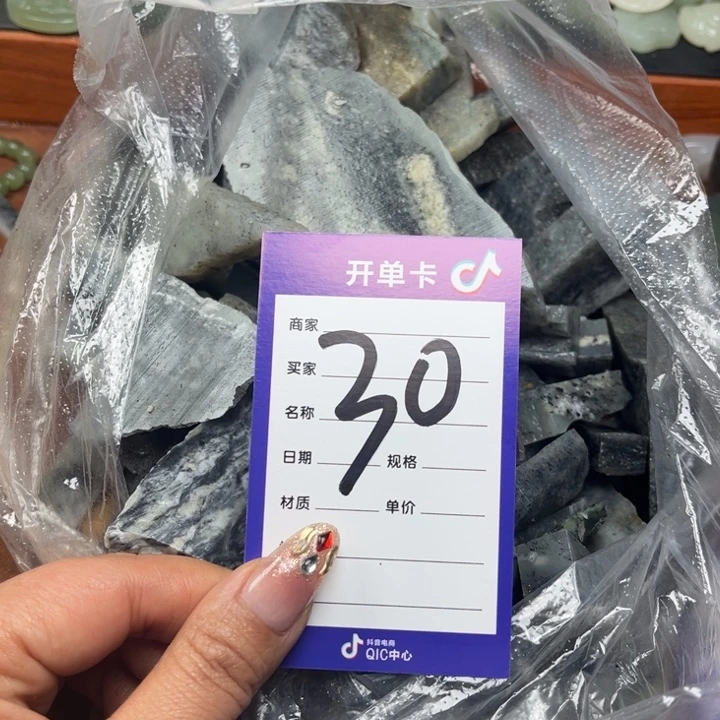 开单卡
商家
30
买家
名称
日期 规格
材质 单价
抖音电商
QIC中心